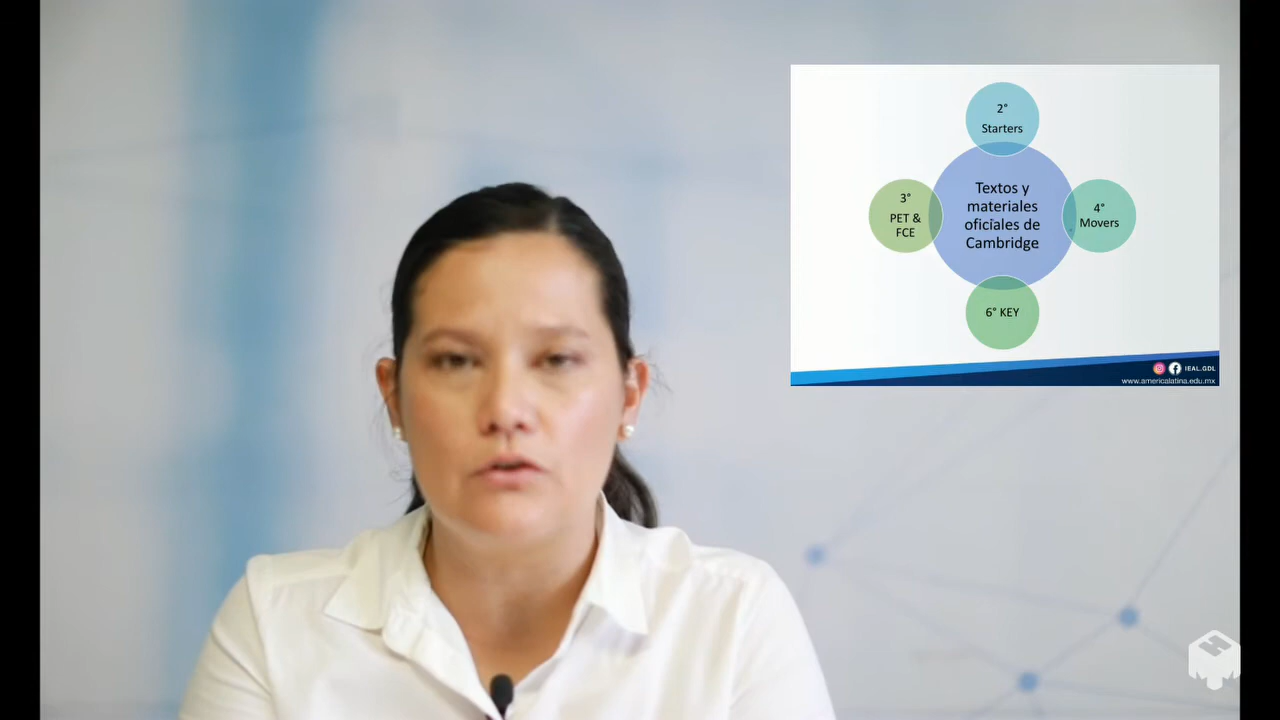 2°
Starters
3°
PET &
FCE
Textos y
materiales
oficíales de
Cambridge
4°
Movers
6° KEY
IEAL.GDL
www.americalatina.edu.mx